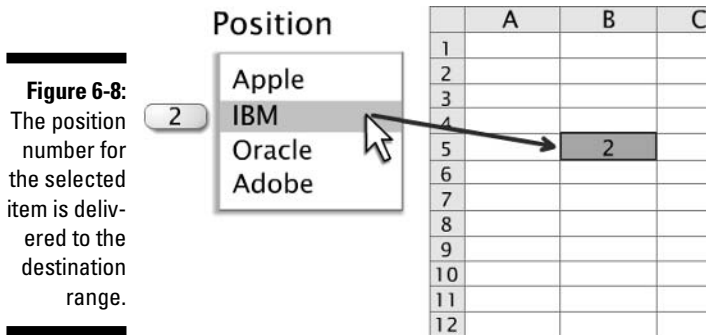 Figure 6-8:
The position
number for
the selected
item is deliv-
ered to the
destination
range.
Position
2
Apple
IBM
Oracle
Adobe
A B C
1
2
3
4
5 2
6
7
8
9
10
11
12